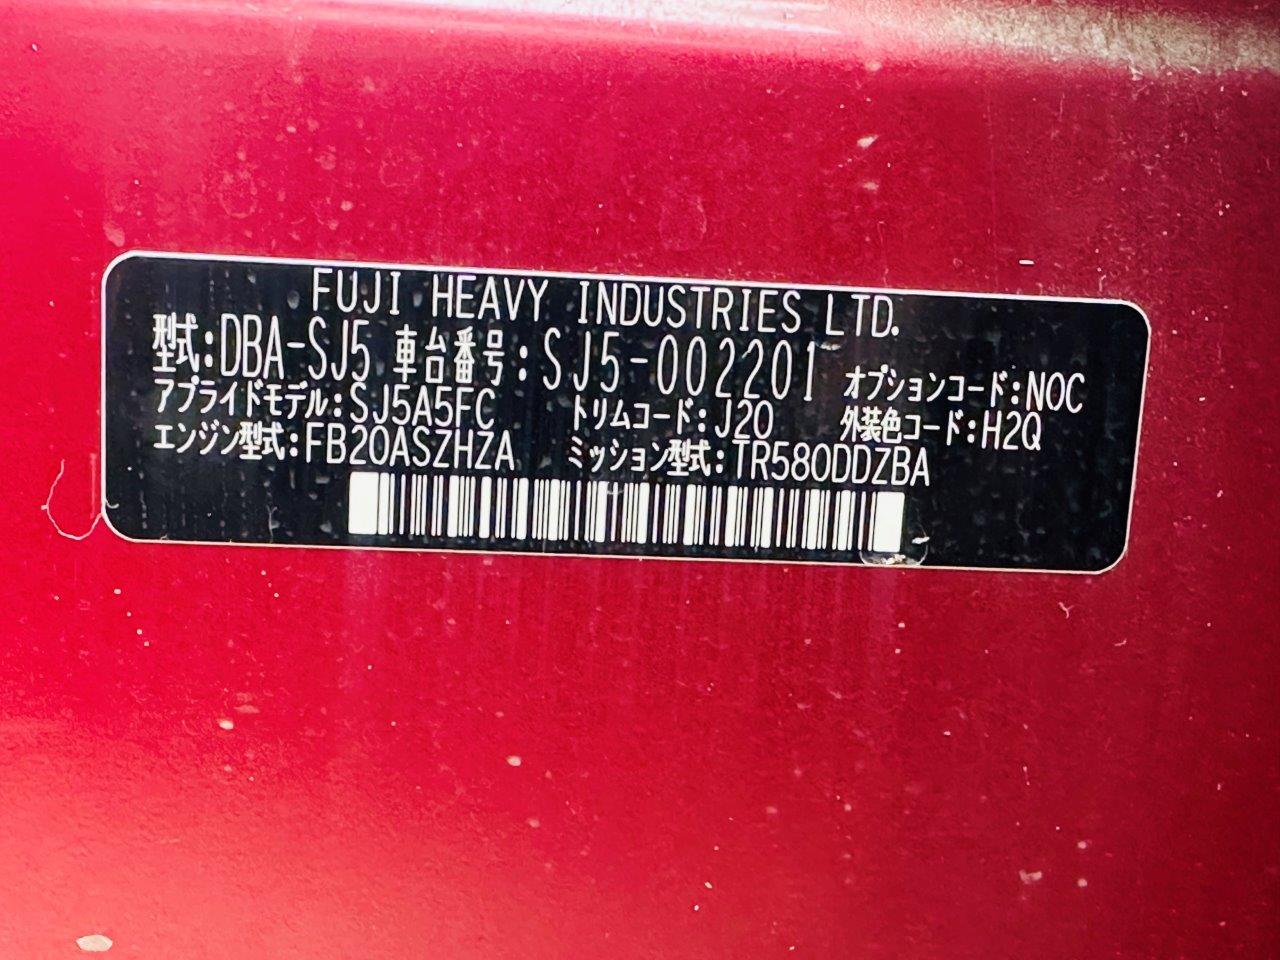 FUJI HEAVY INDUSTRIES LTD.
型式:DBA-SJ5 車台番号:SJ5-002201 オプションコード:NOC
アプライドモデル:SJ5A5FC トリムコード:J20 外装色コード:H2Q
エンジン型式:FB20ASZHZA ミッション型式:TR580DDZBA